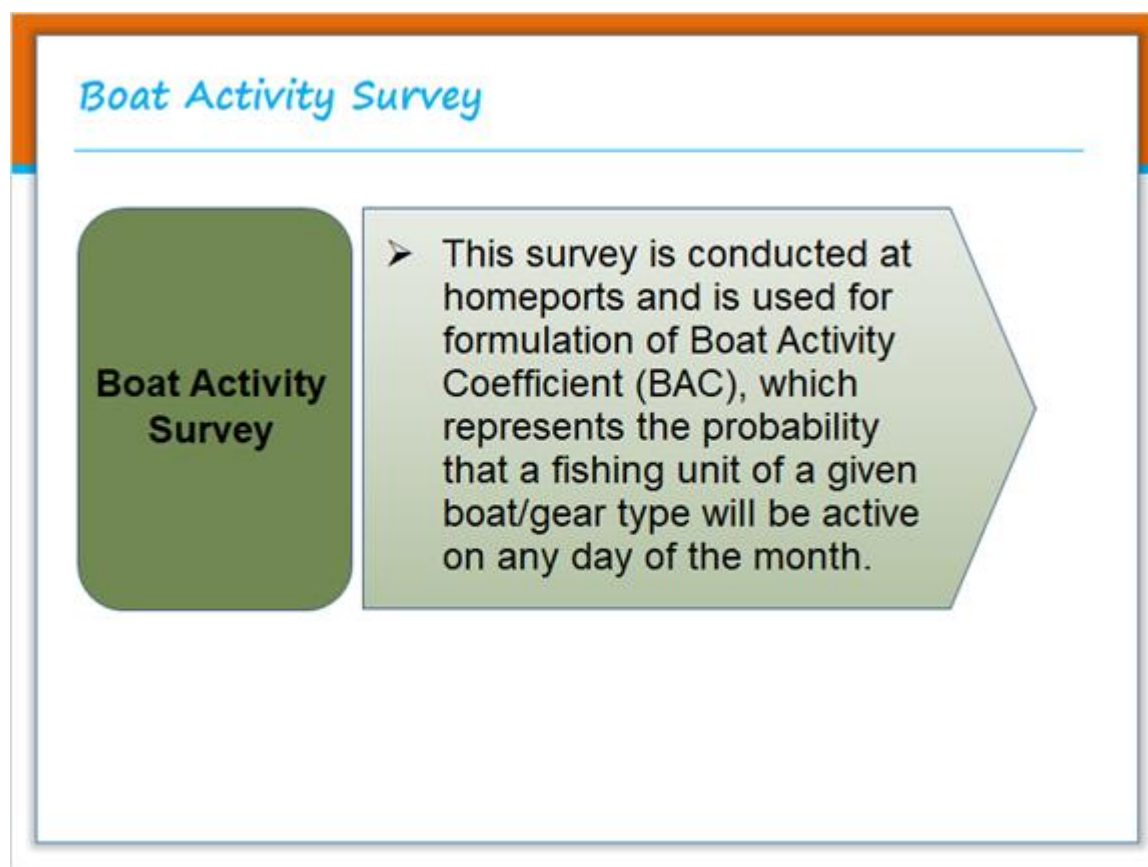 Boat Activity Survey
Boat Activity
Survey
➢ This survey is conducted at
homeports and is used for
formulation of Boat Activity
Coefficient (BAC), which
represents the probability
that a fishing unit of a given
boat/gear type will be active
on any day of the month.